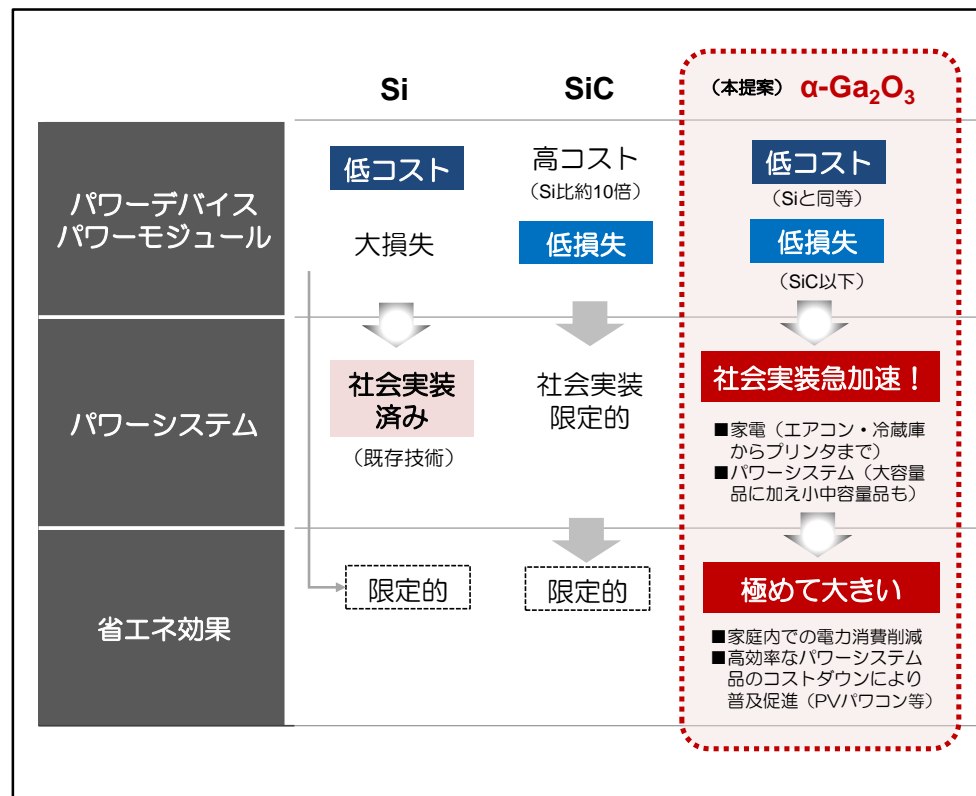 Si
SiC
（本提案） α-Ga₂O₃
パワーデバイス
パワーモジュール
低コスト
大損失
高コスト
（Si比約10倍）
低損失
低コスト
（Siと同等）
低損失
（SiC以下）
パワーシステム
社会実装
済み
（既存技術）
社会実装
限定的
社会実装急加速！
■家電（エアコン・冷蔵庫
からプリンタまで）
■パワーシステム（大容量
品に加え小中容量品も）
省エネ効果
限定的
限定的
極めて大きい
■家庭内での電力消費削減
■高効率なパワーシステム
品のコストダウンにより
普及促進（PVパワコン等）